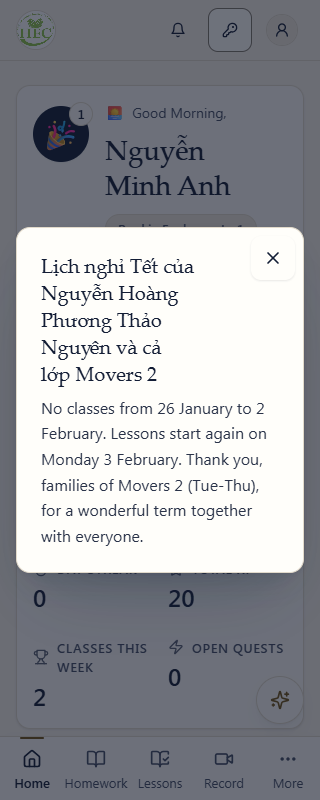 HEC
1
Good Morning,
Nguyễn
Minh Anh
Lịch nghỉ Tết của
Nguyễn Hoàng
Phương Thảo
Nguyên và cả
lớp Movers 2
No classes from 26 January to 2
February. Lessons start again on
Monday 3 February. Thank you,
families of Movers 2 (Tue-Thu),
for a wonderful term together
with everyone.
0
20
CLASSES THIS
WEEK
2
OPEN QUESTS
0
Home
Homework
Lessons
Record
More